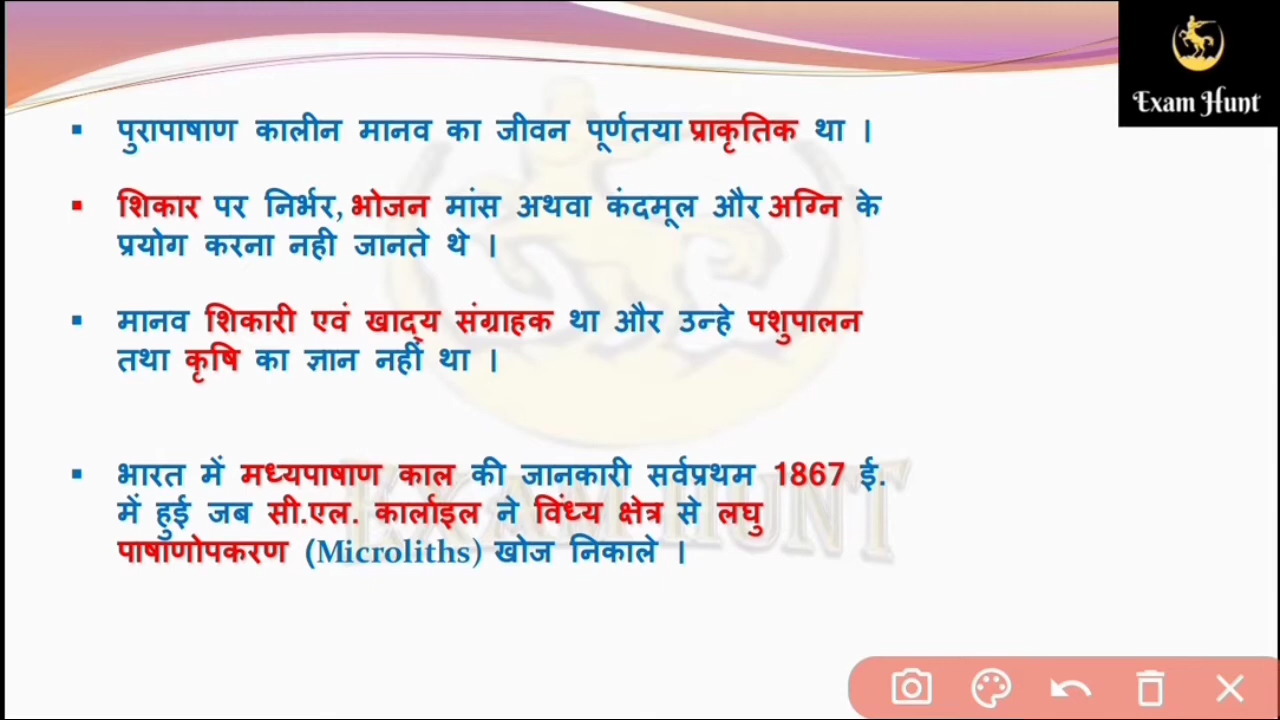 Exam Hunt
पुरापाषाण कालीन मानव का जीवन पूर्णतया प्राकृतिक था ।
शिकार पर निर्भर, भोजन मांस अथवा कंदमूल और अग्नि के
प्रयोग करना नही जानते थे ।
मानव शिकारी एवं खाद्य संग्राहक था और उन्हे पशुपालन
तथा कृषि का ज्ञान नहीं था ।
भारत में मध्यपाषाण काल की जानकारी सर्वप्रथम 1867 ई.
में हुई जब सी.एल. कार्लाइल ने विंध्य क्षेत्र से लघु
पाषाणोपकरण (Microliths) खोज निकाले ।
EXAM HUNT